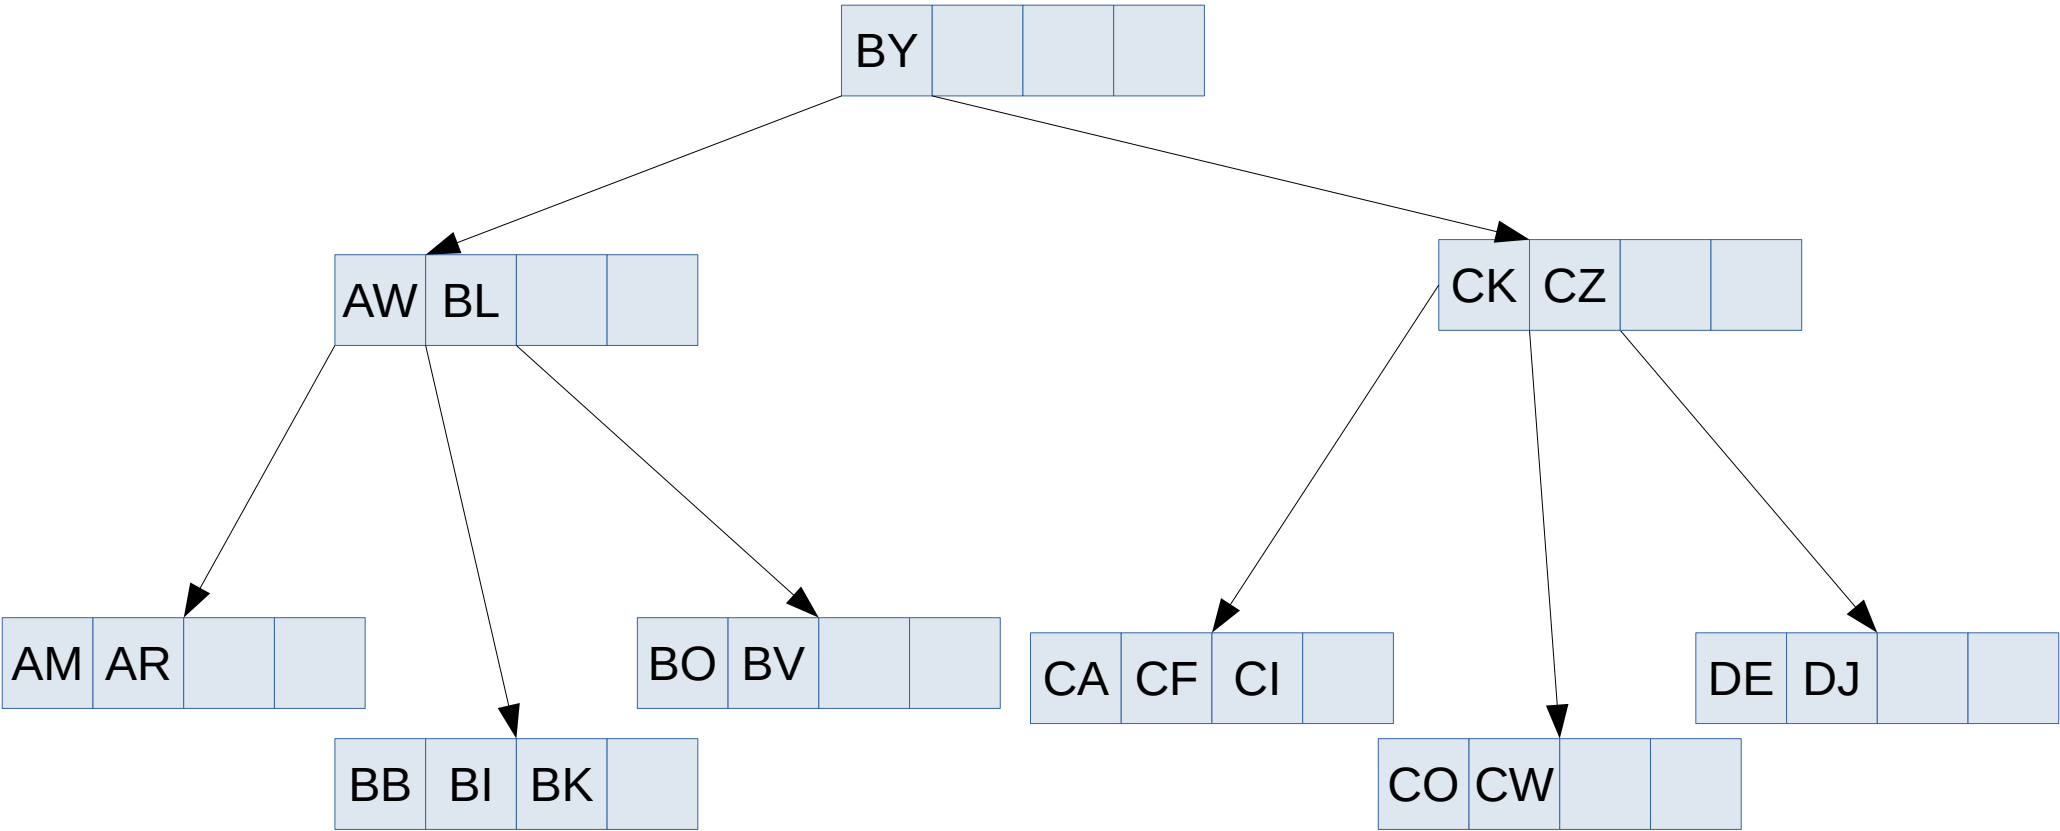 BY
AW BL
CK CZ
AM AR
BO BV
CA CF CI
DE DJ
BB BI BK
CO CW